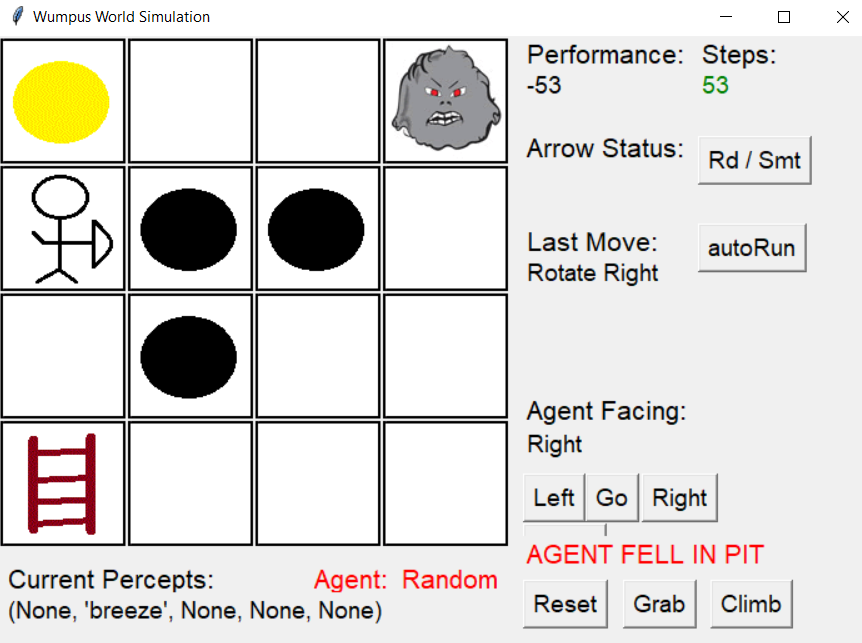 Wumpus World Simulation
Performance: Steps:
-53 53
Arrow Status: Rd / Smt
Last Move: autoRun
Rotate Right
Agent Facing:
Right
Left Go Right
AGENT FELL IN PIT
Reset Grab Climb
Current Percepts: Agent: Random
(None, 'breeze', None, None, None)